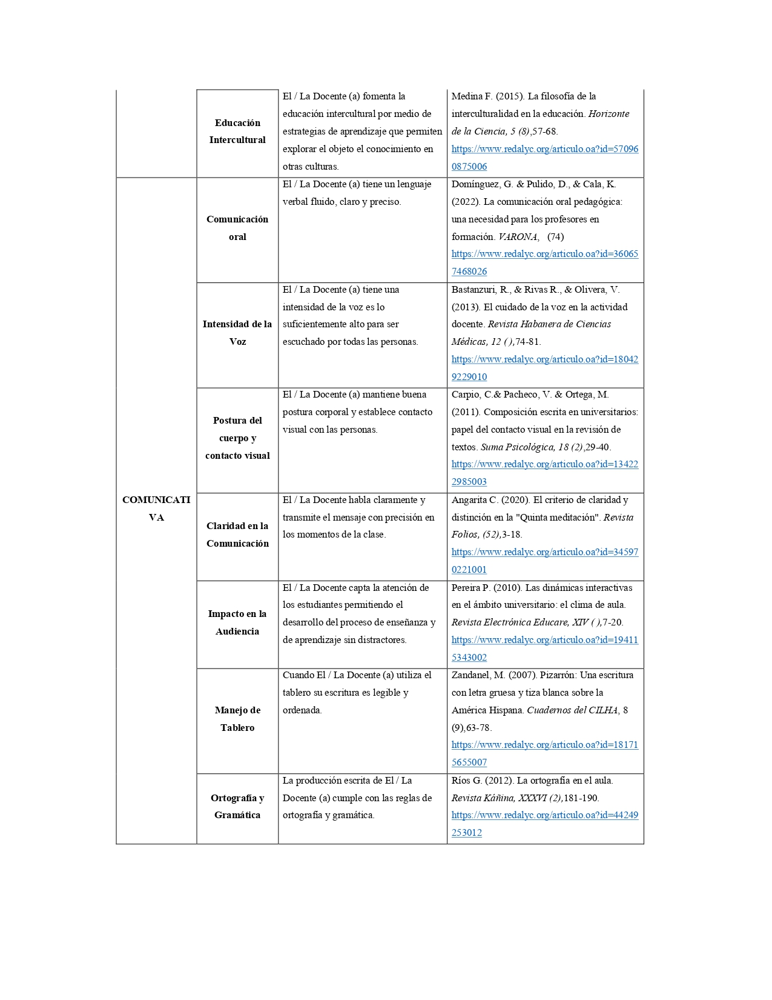 Educación
Intercultural
El / La Docente (a) fomenta la
educación intercultural por medio de
estrategias de aprendizaje que permiten
explorar el objeto el conocimiento en
otras culturas.
Medina F. (2015). La filosofía de la
interculturalidad en la educación. Horizonte
de la Ciencia, 5 (8),57-68.
https://www.redalyc.org/articulo.oa?id=57096
0875006
COMUNICATI
VA
Comunicación
oral
El / La Docente (a) tiene un lenguaje
verbal fluido, claro y preciso.
Domínguez, G. & Pulido, D., & Cala, K.
(2022). La comunicación oral pedagógica:
una necesidad para los profesores en
formación. VARONA, (74)
https://www.redalyc.org/articulo.oa?id=36065
7468026
Intensidad de la
Voz
El / La Docente (a) tiene una
intensidad de la voz es lo
suficientemente alto para ser
escuchado por todas las personas.
Bastanzuri, R., & Rivas R., & Olivera, V.
(2013). El cuidado de la voz en la actividad
docente. Revista Habanera de Ciencias
Médicas, 12 ( ),74-81.
https://www.redalyc.org/articulo.oa?id=18042
9229010
Postura del
cuerpo y
contacto visual
El / La Docente (a) mantiene buena
postura corporal y establece contacto
visual con las personas.
Carpio, C.& Pacheco, V. & Ortega, M.
(2011). Composición escrita en universitarios:
papel del contacto visual en la revisión de
textos. Suma Psicológica, 18 (2),29-40.
https://www.redalyc.org/articulo.oa?id=13422
2985003
Claridad en la
Comunicación
El / La Docente habla claramente y
transmite el mensaje con precisión en
los momentos de la clase.
Angarita C. (2020). El criterio de claridad y
distinción en la "Quinta meditación". Revista
Folios, (52),3-18.
https://www.redalyc.org/articulo.oa?id=34597
0221001
Impacto en la
Audiencia
El / La Docente capta la atención de
los estudiantes permitiendo el
desarrollo del proceso de enseñanza y
de aprendizaje sin distractores.
Pereira P. (2010). Las dinámicas interactivas
en el ámbito universitario: el clima de aula.
Revista Electrónica Educare, XIV ( ),7-20.
https://www.redalyc.org/articulo.oa?id=19411
5343002
Manejo de
Tablero
Cuando El / La Docente (a) utiliza el
tablero su escritura es legible y
ordenada.
Zandanel, M. (2007). Pizarrón: Una escritura
con letra gruesa y tiza blanca sobre la
América Hispana. Cuadernos del CILHA, 8
(9),63-78.
https://www.redalyc.org/articulo.oa?id=18171
5655007
Ortografía y
Gramática
La producción escrita de El / La
Docente (a) cumple con las reglas de
ortografía y gramática.
Ríos G. (2012). La ortografía en el aula.
Revista Káñina, XXXVI (2),181-190.
https://www.redalyc.org/articulo.oa?id=44249
253012